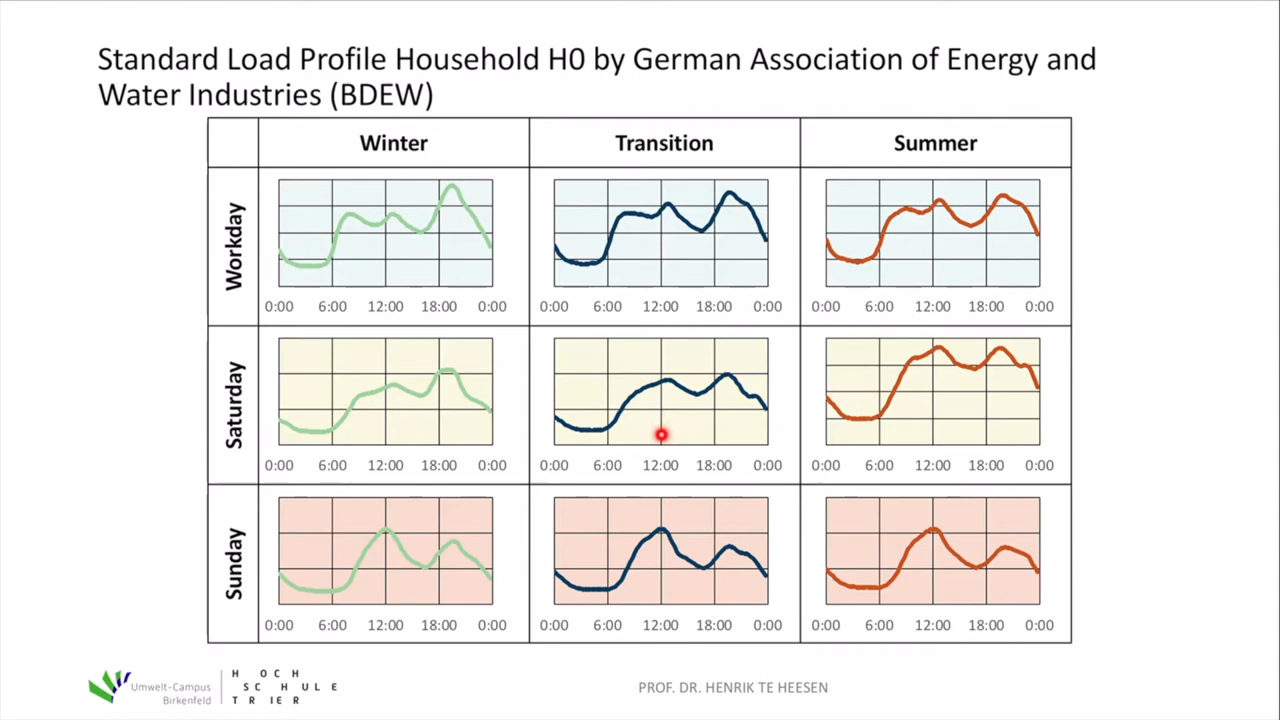 Standard Load Profile Household H0 by German Association of Energy and
Water Industries (BDEW)
Winter Transition Summer
Workday
0:00 6:00 12:00 18:00 0:00 0:00 6:00 12:00 18:00 0:00 0:00 6:00 12:00 18:00 0:00
Saturday
0:00 6:00 12:00 18:00 0:00 0:00 6:00 12:00 18:00 0:00 0:00 6:00 12:00 18:00 0:00
Sunday
0:00 6:00 12:00 18:00 0:00 0:00 6:00 12:00 18:00 0:00 0:00 6:00 12:00 18:00 0:00
Umwelt-Campus
Birkenfeld
HOCH
SCHULE
TRIER
PROF. DR. HENRIK TE HEESEN